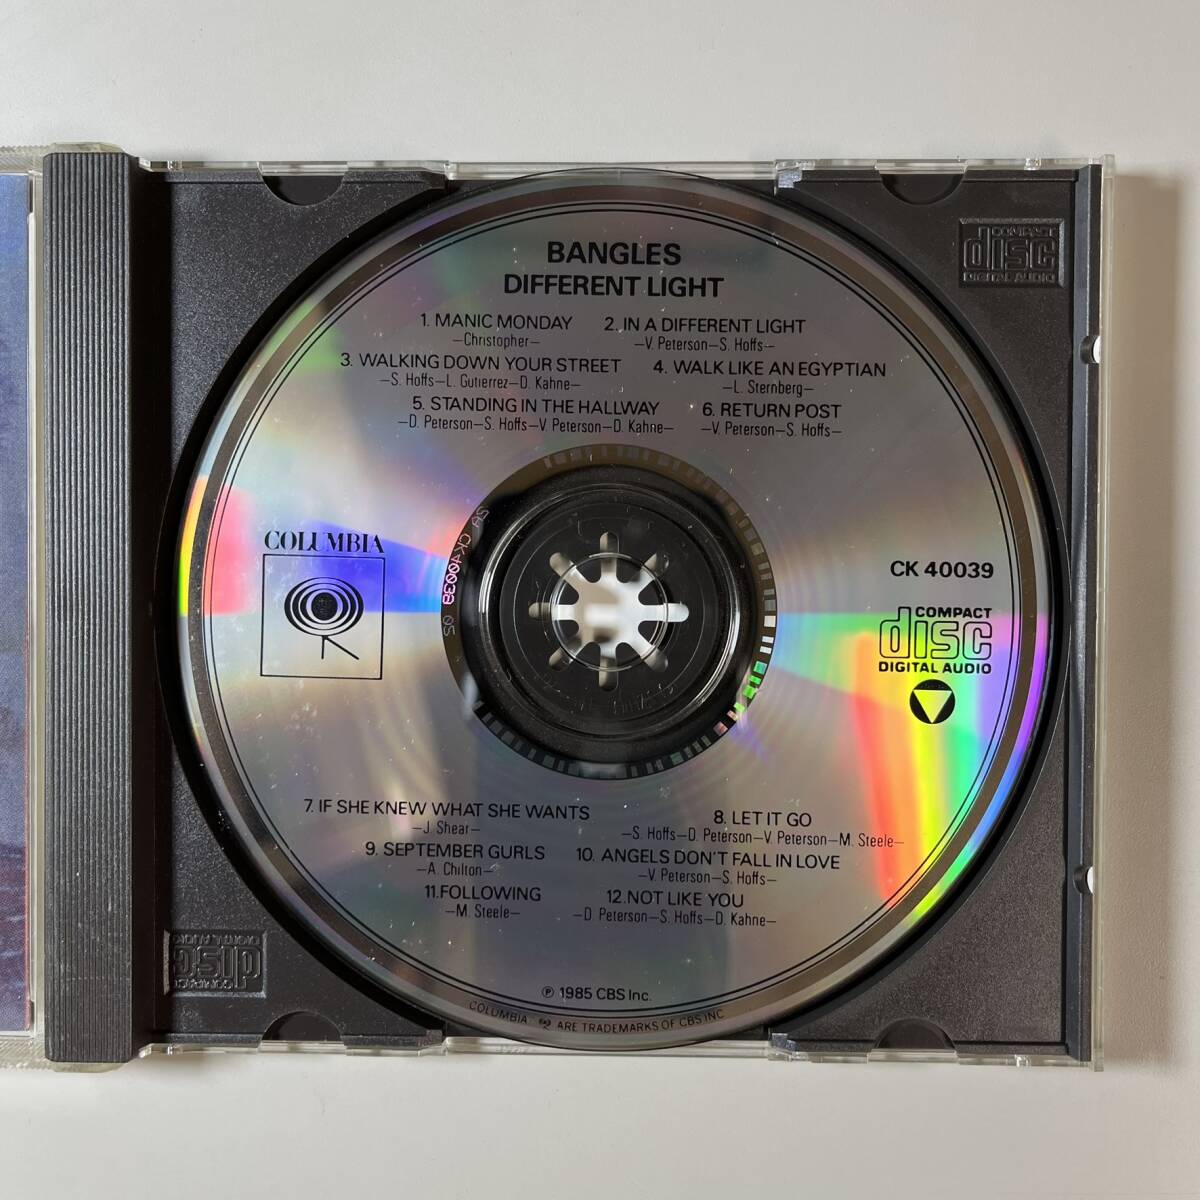 BANGLES
DIFFERENT LIGHT
1. MANIC MONDAY 2. IN A DIFFERENT LIGHT
—Christopher— —V. Peterson—S. Hoffs—
3. WALKING DOWN YOUR STREET 4. WALK LIKE AN EGYPTIAN
—S. Hoffs—L. Gutierrez—D. Kahne— —L. Sternberg—
5. STANDING IN THE HALLWAY 6. RETURN POST
—D. Peterson—S. Hoffs—V. Peterson—D. Kahne— —V. Peterson—S. Hoffs—
COLUMBIA
CK 40039
COMPACT
disc
DIGITAL AUDIO
7. IF SHE KNEW WHAT SHE WANTS 8. LET IT GO
—J. Shear— —S. Hoffs—D. Peterson—V. Peterson—M. Steele—
9. SEPTEMBER GURLS 10. ANGELS DON'T FALL IN LOVE
—A. Chilton— —V. Peterson—S. Hoffs—
11. FOLLOWING 12. NOT LIKE YOU
—M. Steele— —D. Peterson—S. Hoffs—D. Kahne—
℗ 1985 CBS Inc.
COLUMBIA, ARE TRADEMARKS OF CBS INC
COMPACT
disc
DIGITAL AUDIO
COMPACT
disc
DIGITAL AUDIO